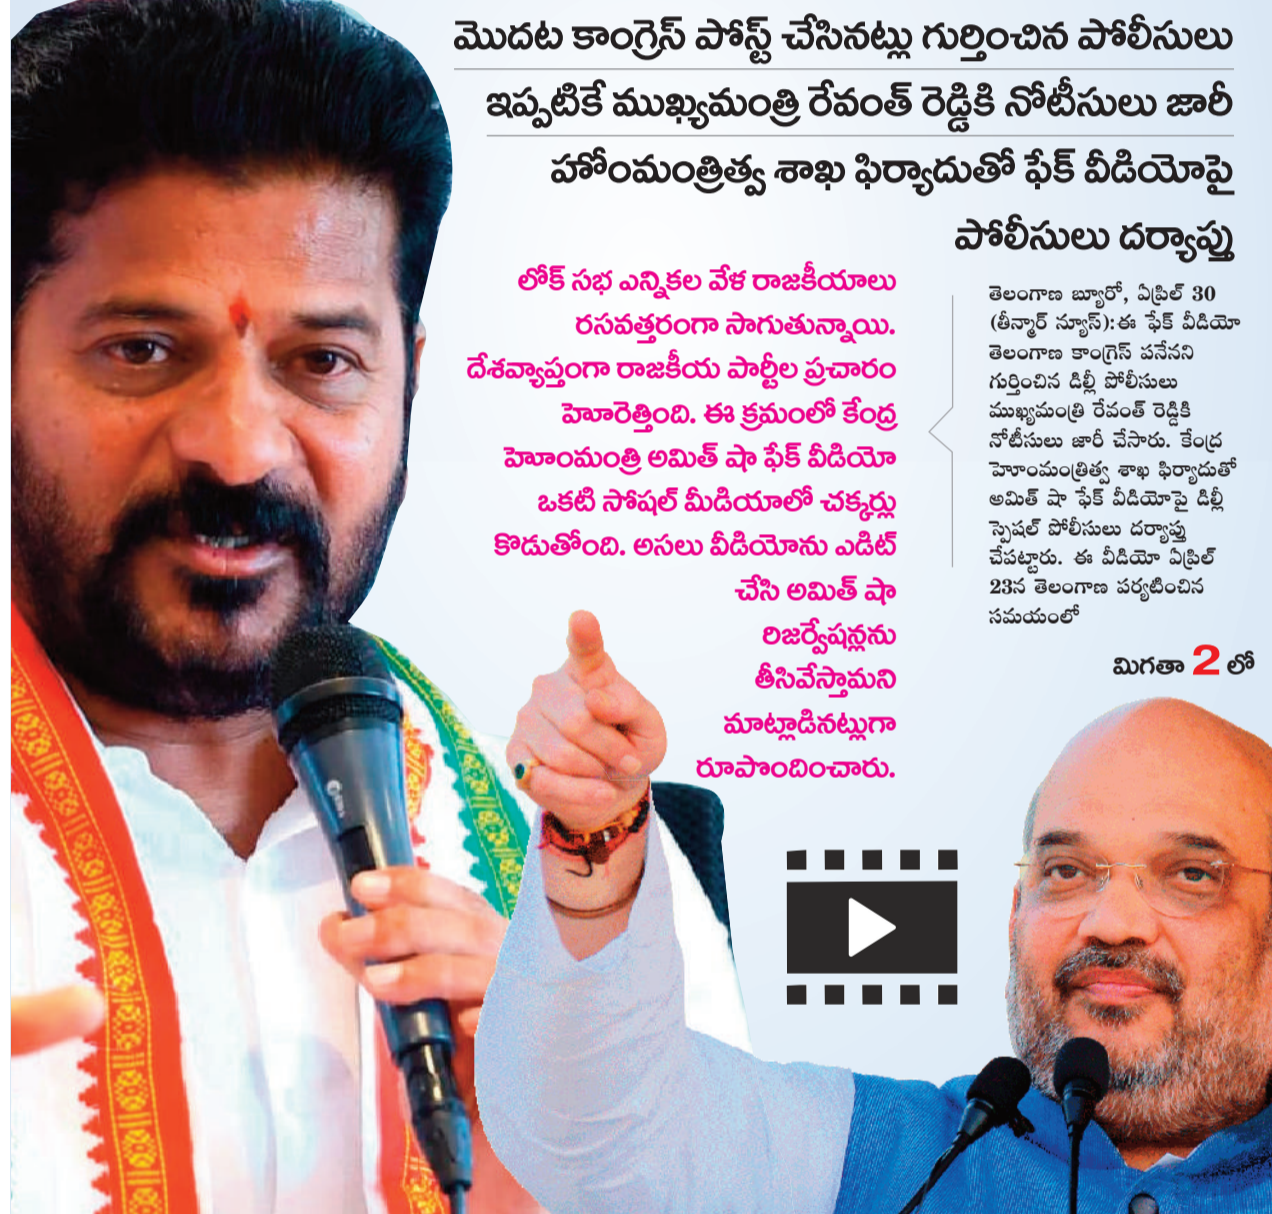 మొదట కాంగ్రెస్ పోస్ట్ చేసినట్లు గుర్తించిన పోలీసులు
ఇప్పటికే ముఖ్యమంత్రి రేవంత్ రెడ్డికి నోటీసులు జారీ
హోంమంత్రిత్వ శాఖ ఫిర్యాదుతో ఫేక్ వీడియోపై
పోలీసులు దర్యాప్తు
లోక్ సభ ఎన్నికల వేళ రాజకీయాలు
రసవత్తరంగా సాగుతున్నాయి.
దేశవ్యాప్తంగా రాజకీయ పార్టీల ప్రచారం
హెూరెత్తింది. ఈ క్రమంలో కేంద్ర
హెూంమంత్రి అమిత్ షా ఫేక్ వీడియో
ఒకటి సోషల్ మీడియాలో చక్కర్లు
కొడుతోంది. అసలు వీడియోను ఎడిట్
చేసి అమిత్ షా
రిజర్వేషన్లను
తీసివేస్తామని
మాట్లాడినట్లుగా
రూపొందించారు.
తెలంగాణ బ్యూరో, ఏప్రిల్ 30
(తీన్మార్ న్యూస్):ఈ ఫేక్ వీడియో
తెలంగాణ కాంగ్రెస్ పనేనని
గుర్తించిన డిల్లీ పోలీసులు
ముఖ్యమంత్రి రేవంత్ రెడ్డికి
నోటీసులు జారీ చేసారు. కేంద్ర
హెూంమంత్రిత్వ శాఖ ఫిర్యాదుతో
అమిత్ షా ఫేక్ వీడియోపై డిల్లీ
స్పెషల్ పోలీసులు దర్యాప్తు
చేపట్టారు. ఈ వీడియో ఏప్రిల్
23న తెలంగాణ పర్యటించిన
సమయంలో
మిగతా 2 లో